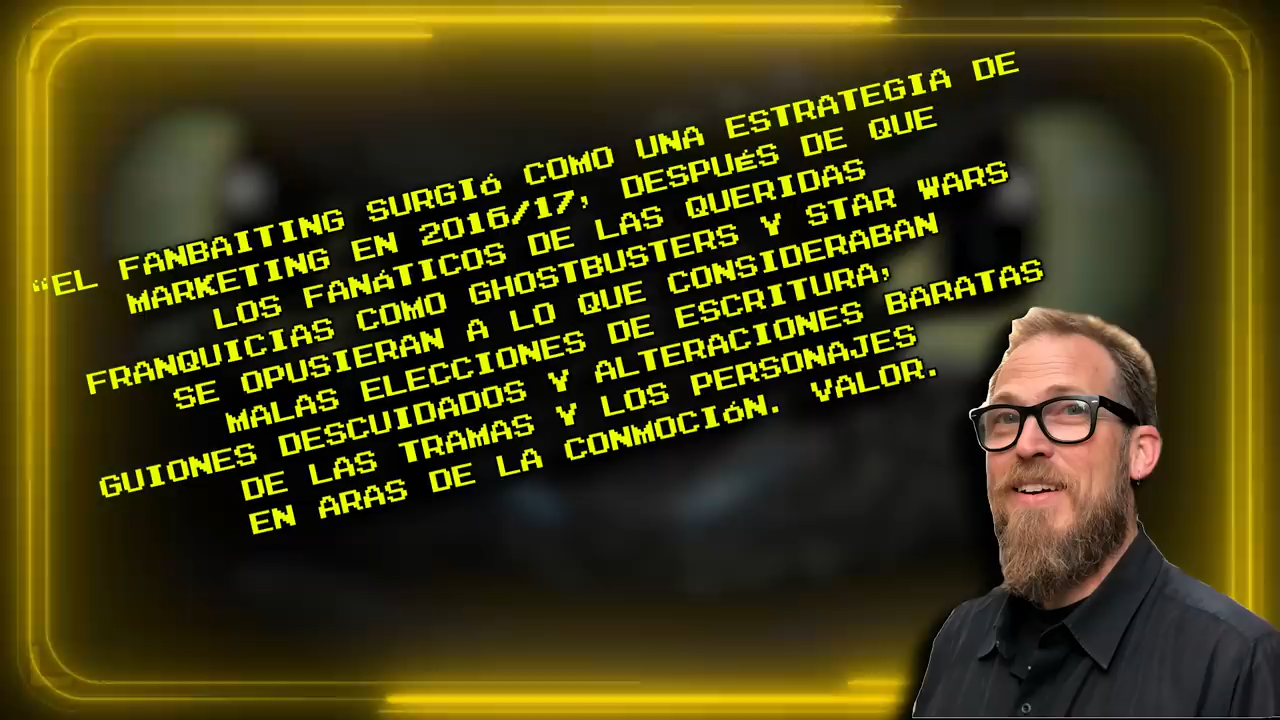 “EL FANBAITING SURGIÓ COMO UNA ESTRATEGIA DE
MARKETING EN 2016/17, DESPUÉS DE QUE
LOS FANÁTICOS DE LAS QUERIDAS
FRANQUICIAS COMO GHOSTBUSTERS Y STAR WARS
SE OPUSIERAN A LO QUE CONSIDERABAN
MALAS ELECCIONES DE ESCRITURA,
GUIONES DESCUIDADOS Y ALTERACIONES BARATAS
DE LAS TRAMAS Y LOS PERSONAJES
EN ARAS DE LA CONMOCIÓN. VALOR.